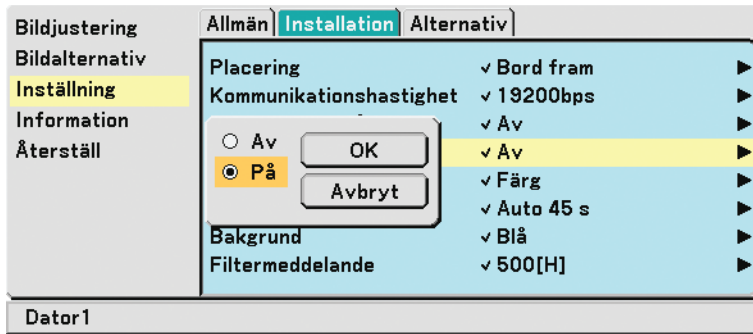 Allmän Installation Alternativ
Bildjustering
Bildalternativ
Inställning
Information
Återställ
Placering ✓ Bord fram
Kommunikationshastighet ✓ 19200bps
✓ Av
✓ Av
✓ Färg
✓ Auto 45 s
Bakgrund ✓ Blå
Filtermeddelande ✓ 500[H]
Av
På
OK
Avbryt
Dator1